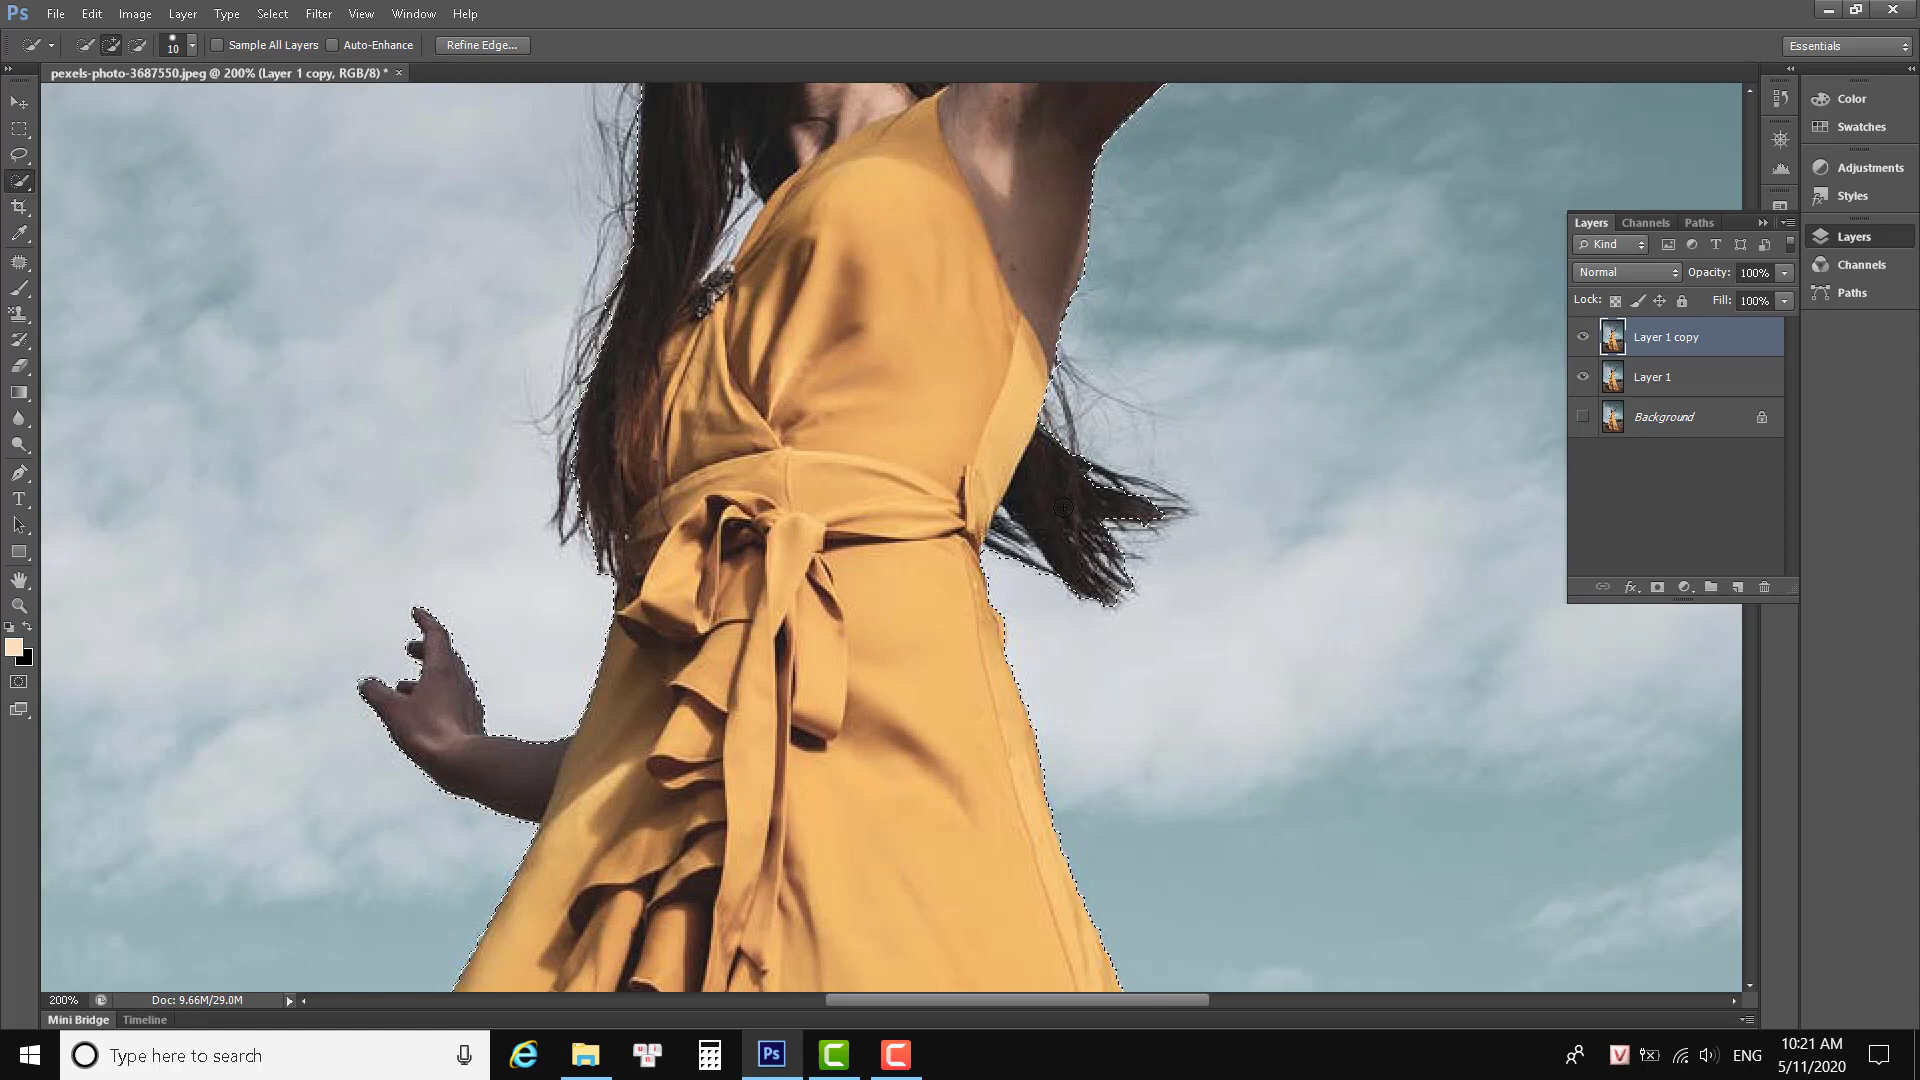 Ps File Edit Image Layer Type Select Filter View Window Help
10 Sample All Layers Auto-Enhance Refine Edge... Essentials
pexels-photo-3687550.jpeg @ 200% (Layer 1 copy, RGB/8) * ×
Color
Swatches
Adjustments
Styles
Layers
Channels
Paths
Layers Channels Paths
Kind
Normal Opacity: 100%
Lock: Fill: 100%
Layer 1 copy
Layer 1
Background
fx
200% Doc: 9.66M/29.0M
Mini Bridge Timeline
Type here to search
Ps
ENG
10:21 AM
5/11/2020